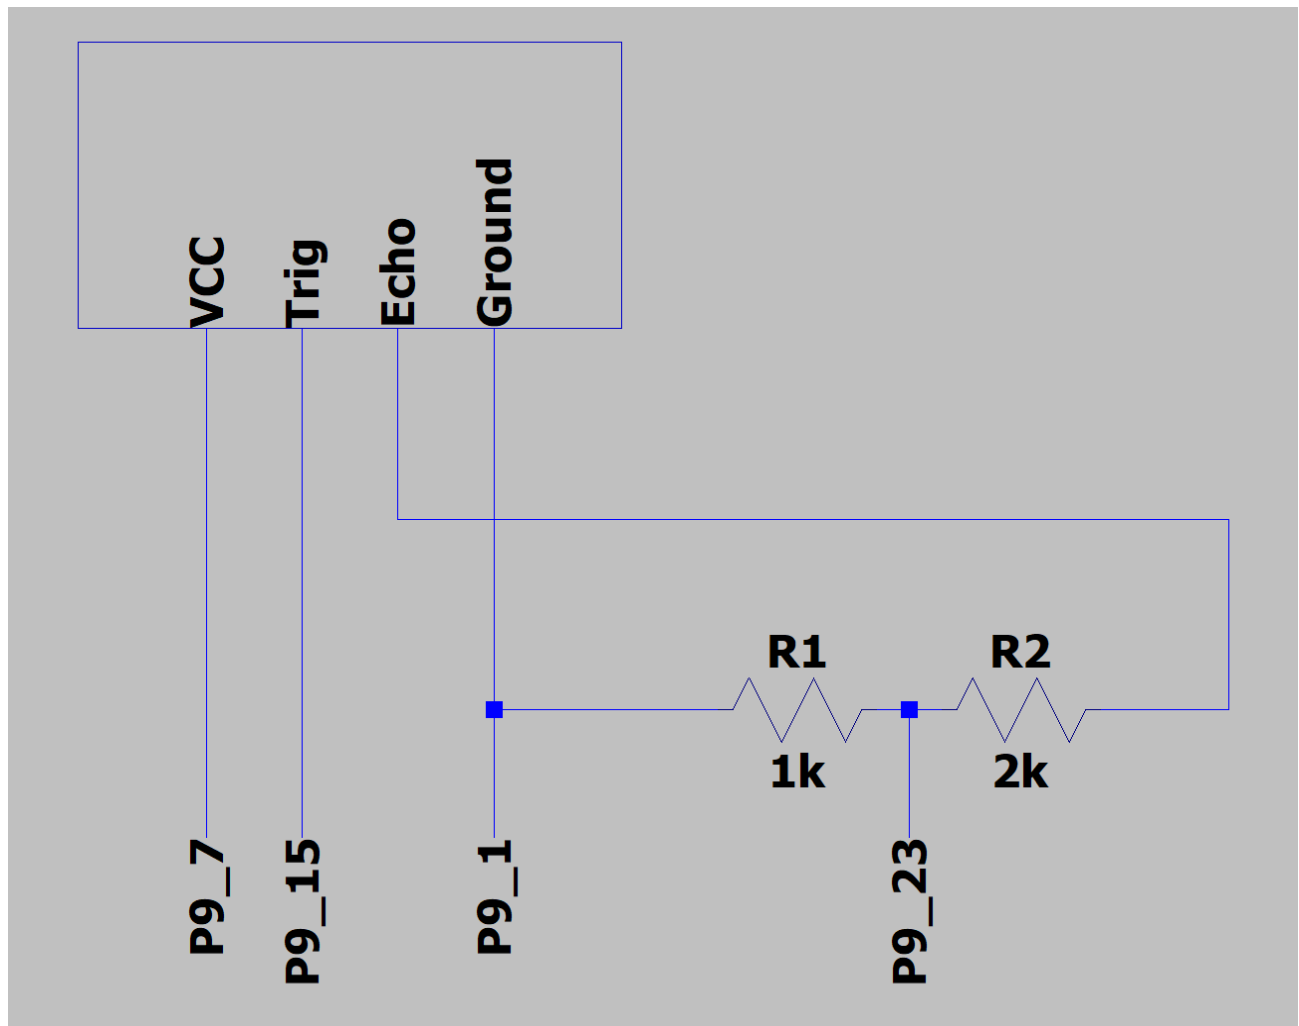 VCC
Trig
Echo
Ground
R1
R2
1k
2k
P9_7
P9_15
P9_1
P9_23